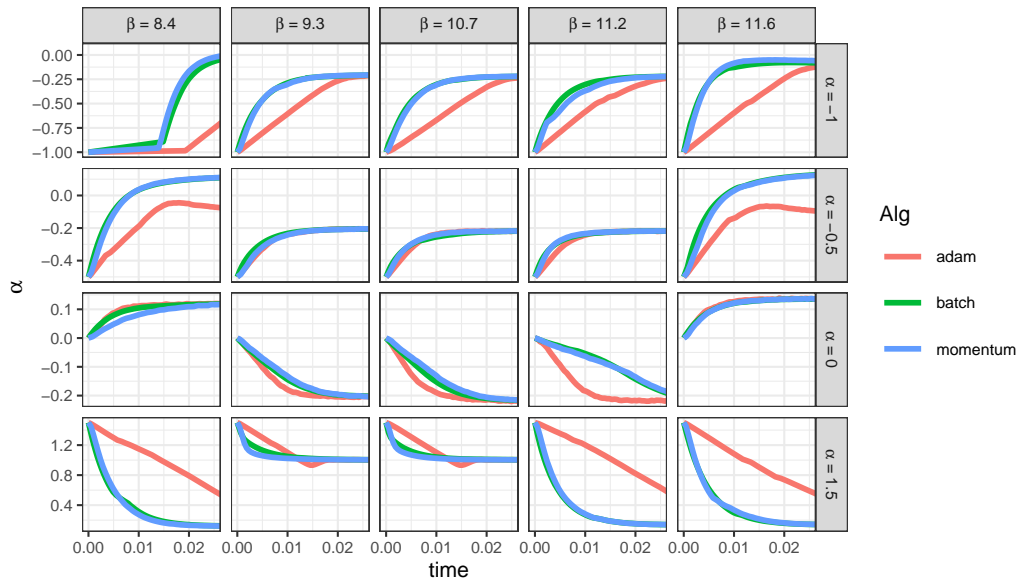 β = 8.4
β = 9.3
β = 10.7
β = 11.2
β = 11.6
0.00
−0.25
−0.50
−0.75
−1.00
α = −1
0.0
−0.2
−0.4
α = −0.5
0.1
0.0
−0.1
−0.2
α = 0
1.2
0.8
0.4
α = 1.5
α
0.00 0.01 0.02
0.00 0.01 0.02
0.00 0.01 0.02
0.00 0.01 0.02
0.00 0.01 0.02
time
Alg
adam
batch
momentum